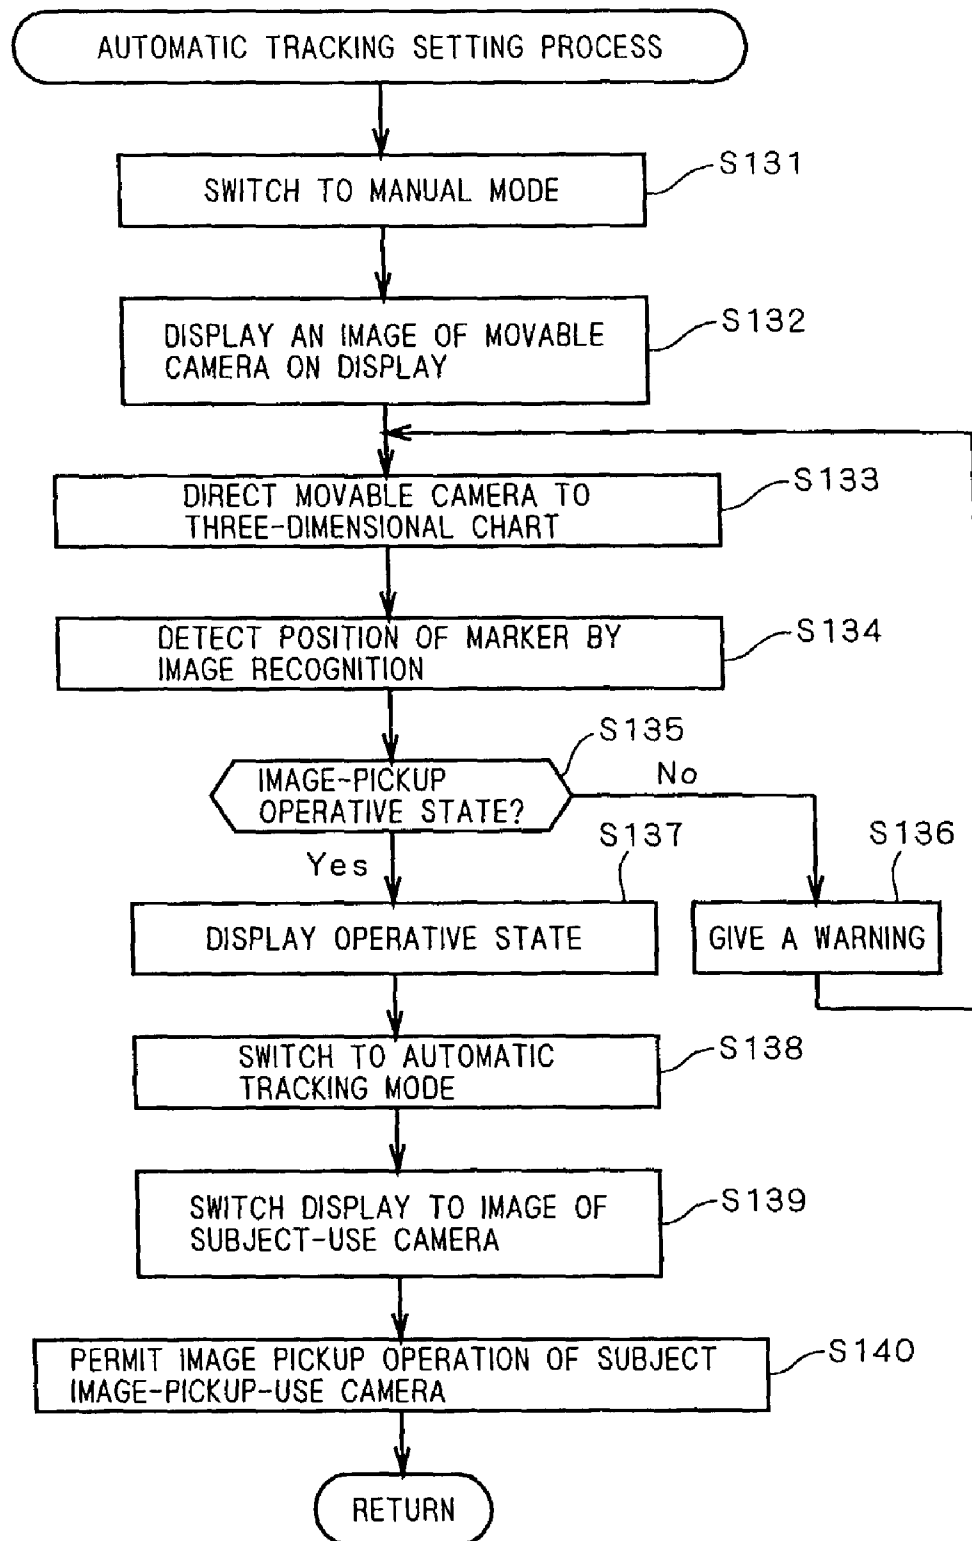 AUTOMATIC TRACKING SETTING PROCESS
S131
SWITCH TO MANUAL MODE
S132
DISPLAY AN IMAGE OF MOVABLE
CAMERA ON DISPLAY
S133
DIRECT MOVABLE CAMERA TO
THREE-DIMENSIONAL CHART
S134
DETECT POSITION OF MARKER BY
IMAGE RECOGNITION
S135
IMAGE-PICKUP
OPERATIVE STATE?
No
Yes
S137
S136
DISPLAY OPERATIVE STATE
GIVE A WARNING
S138
SWITCH TO AUTOMATIC
TRACKING MODE
S139
SWITCH DISPLAY TO IMAGE OF
SUBJECT-USE CAMERA
S140
PERMIT IMAGE PICKUP OPERATION OF SUBJECT
IMAGE-PICKUP-USE CAMERA
RETURN